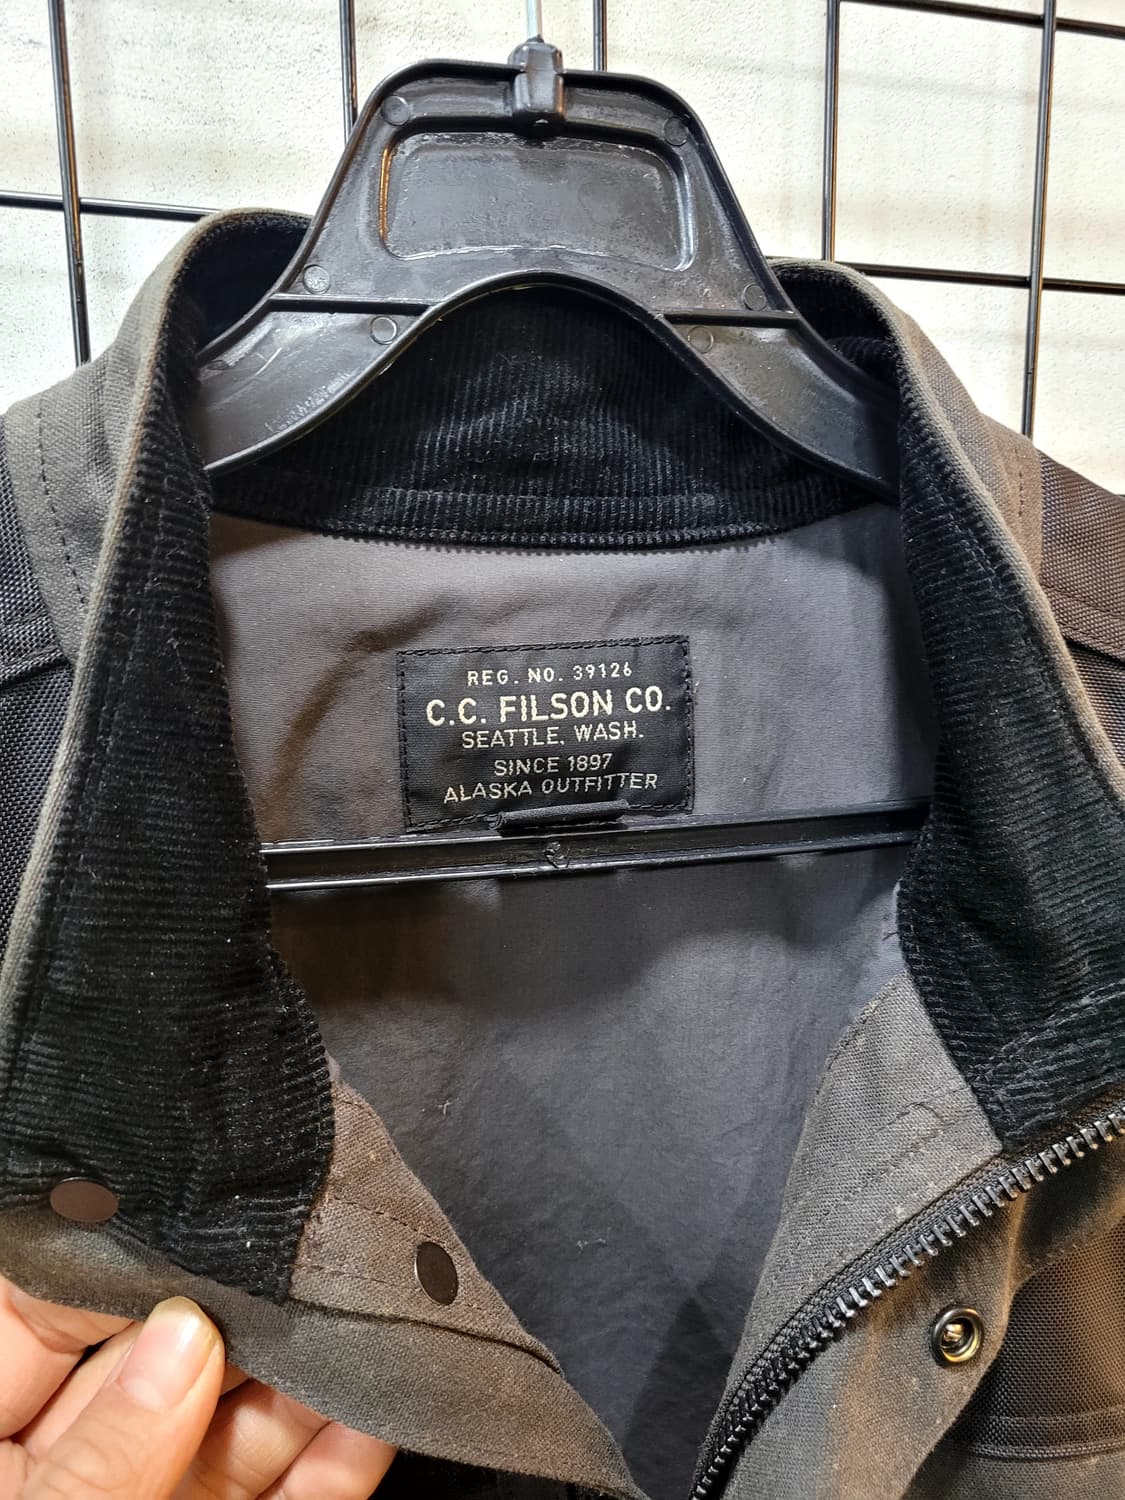 REG. NO. 39126
C.C. FILSON CO.
SEATTLE, WASH.
SINCE 1897
ALASKA OUTFITTER